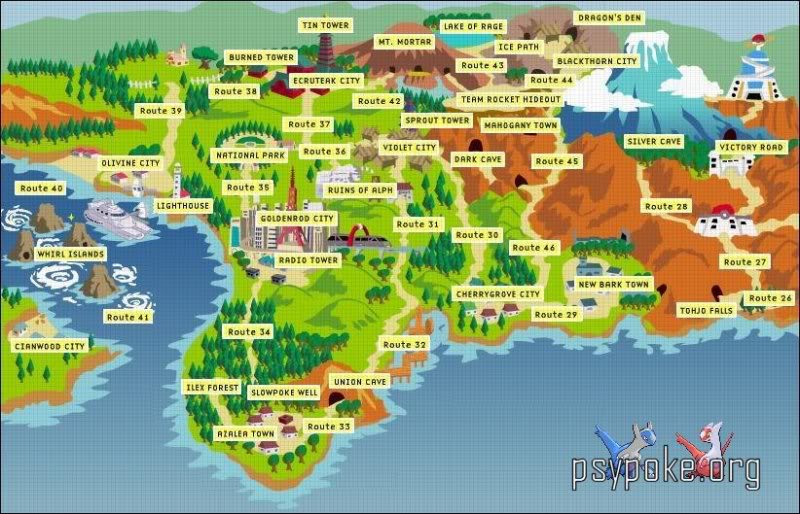 DRAGON'S DEN
TIN TOWER
LAKE OF RAGE
MT. MORTAR
ICE PATH
BURNED TOWER
BLACKTHORN CITY
Route 43
ECRUTEAK CITY
Route 44
Route 38
Route 42
TEAM ROCKET HIDEOUT
Route 39
SPROUT TOWER
Route 37
MAHOGANY TOWN
SILVER CAVE
VICTORY ROAD
VIOLET CITY
Route 36
NATIONAL PARK
DARK CAVE
Route 45
OLIVINE CITY
Route 40
Route 35
RUINS OF ALPH
LIGHTHOUSE
Route 28
GOLDENROD CITY
Route 31
Route 30
Route 46
WHIRL ISLANDS
RADIO TOWER
Route 27
NEW BARK TOWN
CHERRYGROVE CITY
Route 26
TOHJO FALLS
Route 41
Route 29
Route 34
CIANWOOD CITY
Route 32
UNION CAVE
ILEX FOREST
SLOWPOKE WELL
Route 33
AZALEA TOWN
psypoke.org